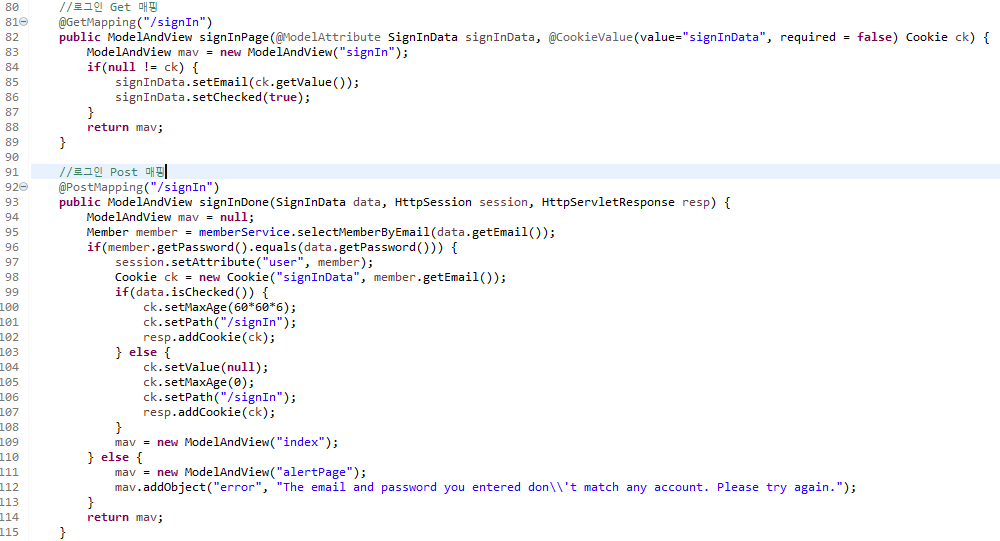 80 //로그인 Get 매핑
81 @GetMapping("/signIn")
82 public ModelAndView signInPage(@ModelAttribute SignInData signInData, @CookieValue(value="signInData", required = false) Cookie ck) {
83 ModelAndView mav = new ModelAndView("signIn");
84 if(null != ck) {
85 signInData.setEmail(ck.getValue());
86 signInData.setChecked(true);
87 }
88 return mav;
89 }
90
91 //로그인 Post 매핑
92 @PostMapping("/signIn")
93 public ModelAndView signInDone(SignInData data, HttpSession session, HttpServletResponse resp) {
94 ModelAndView mav = null;
95 Member member = memberService.selectMemberByEmail(data.getEmail());
96 if(member.getPassword().equals(data.getPassword())) {
97 session.setAttribute("user", member);
98 Cookie ck = new Cookie("signInData", member.getEmail());
99 if(data.isChecked()) {
100 ck.setMaxAge(60*60*6);
101 ck.setPath("/signIn");
102 resp.addCookie(ck);
103 } else {
104 ck.setValue(null);
105 ck.setMaxAge(0);
106 ck.setPath("/signIn");
107 resp.addCookie(ck);
108 }
109 mav = new ModelAndView("index");
110 } else {
111 mav = new ModelAndView("alertPage");
112 mav.addObject("error", "The email and password you entered don\\'t match any account. Please try again.");
113 }
114 return mav;
115 }